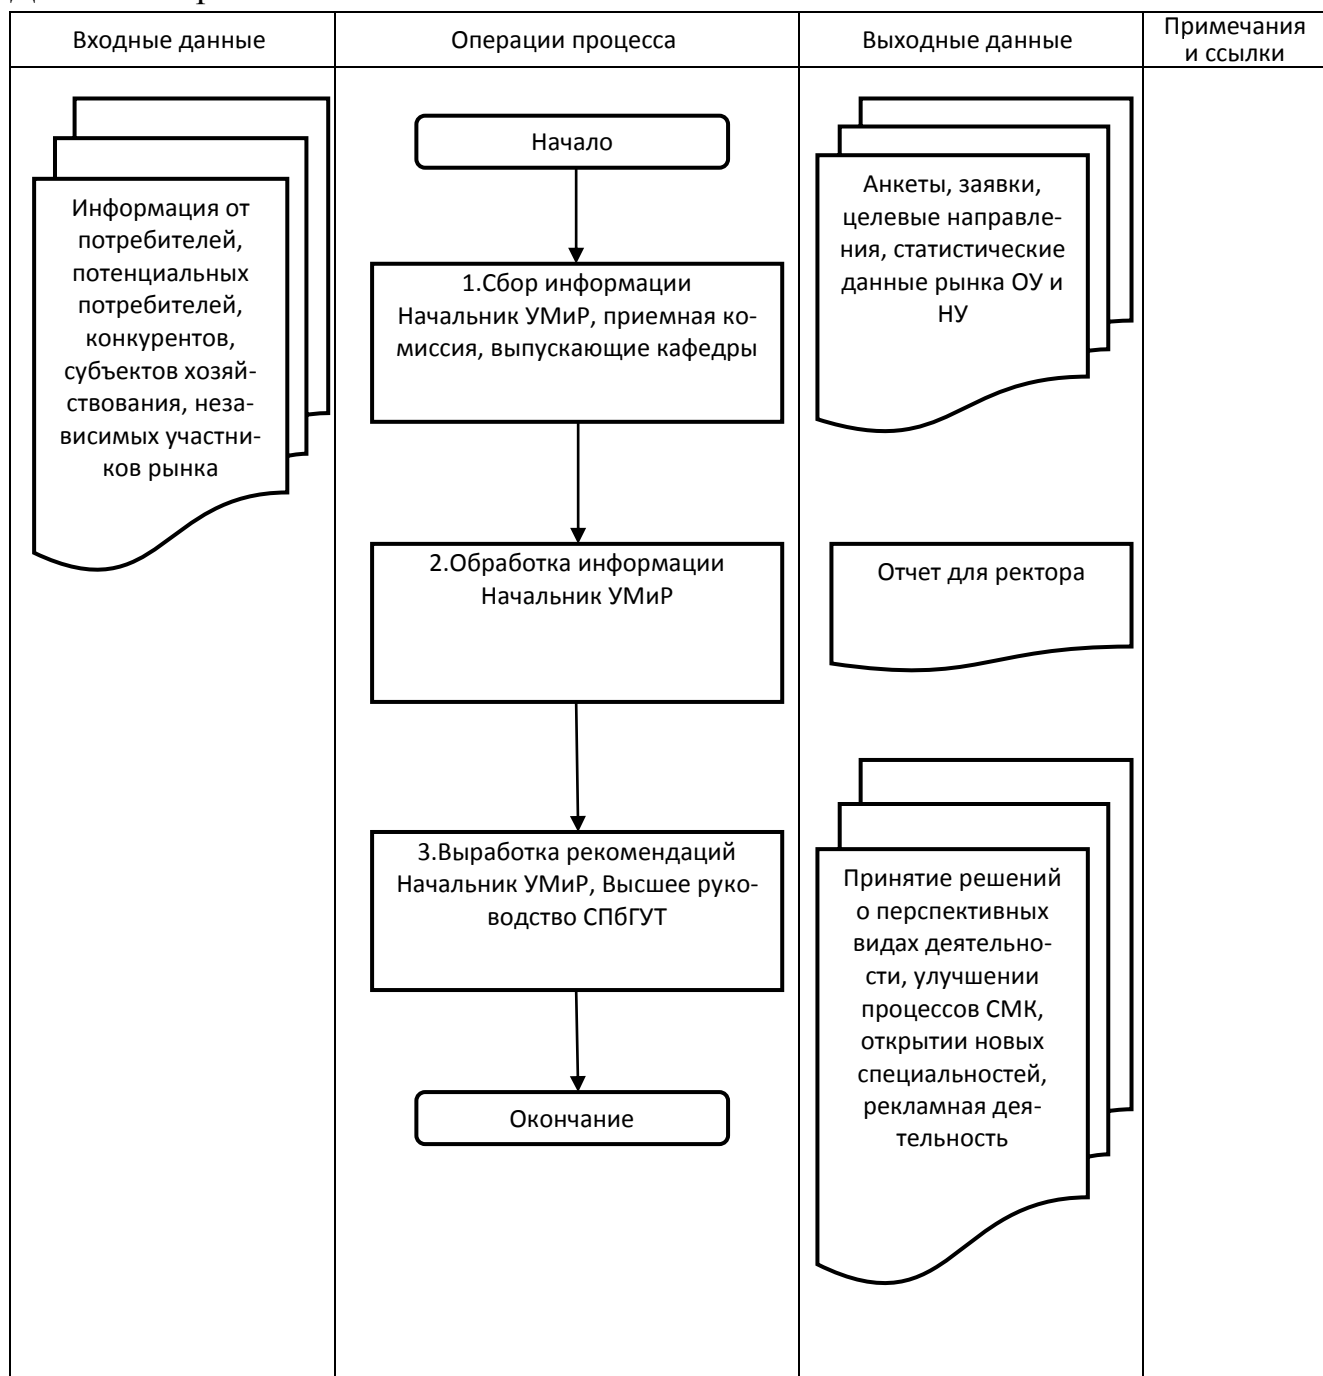 Входные данные
Операции процесса
Выходные данные
Примечания
и ссылки
Информация от
потребителей,
потенциальных
потребителей,
конкурентов,
субъектов хозяй-
ствования, неза-
висимых участни-
ков рынка
Начало
1.Сбор информации
Начальник УМиР, приемная ко-
миссия, выпускающие кафедры
2.Обработка информации
Начальник УМиР
3.Выработка рекомендаций
Начальник УМиР, Высшее руко-
водство СПбГУТ
Окончание
Анкеты, заявки,
целевые направле-
ния, статистические
данные рынка ОУ и
НУ
Отчет для ректора
Принятие решений
о перспективных
видах деятельно-
сти, улучшении
процессов СМК,
открытии новых
специальностей,
рекламная дея-
тельность